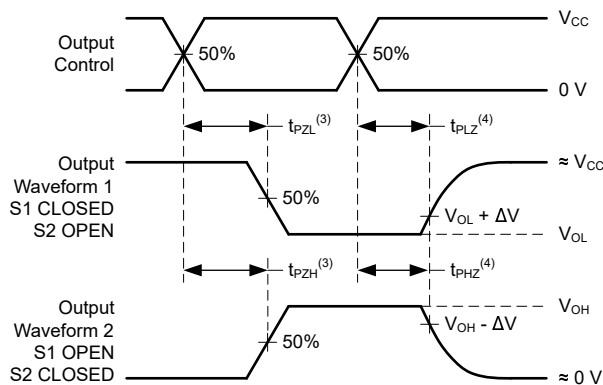 V_CC
Output
Control
50%
50%
0 V
t_PZL^(3)
t_PLZ^(4)
Output
Waveform 1
S1 CLOSED
S2 OPEN
≈ V_CC
50%
V_OL + ΔV
V_OL
t_PZH^(3)
t_PHZ^(4)
Output
Waveform 2
S1 OPEN
S2 CLOSED
V_OH
V_OH - ΔV
50%
≈ 0 V